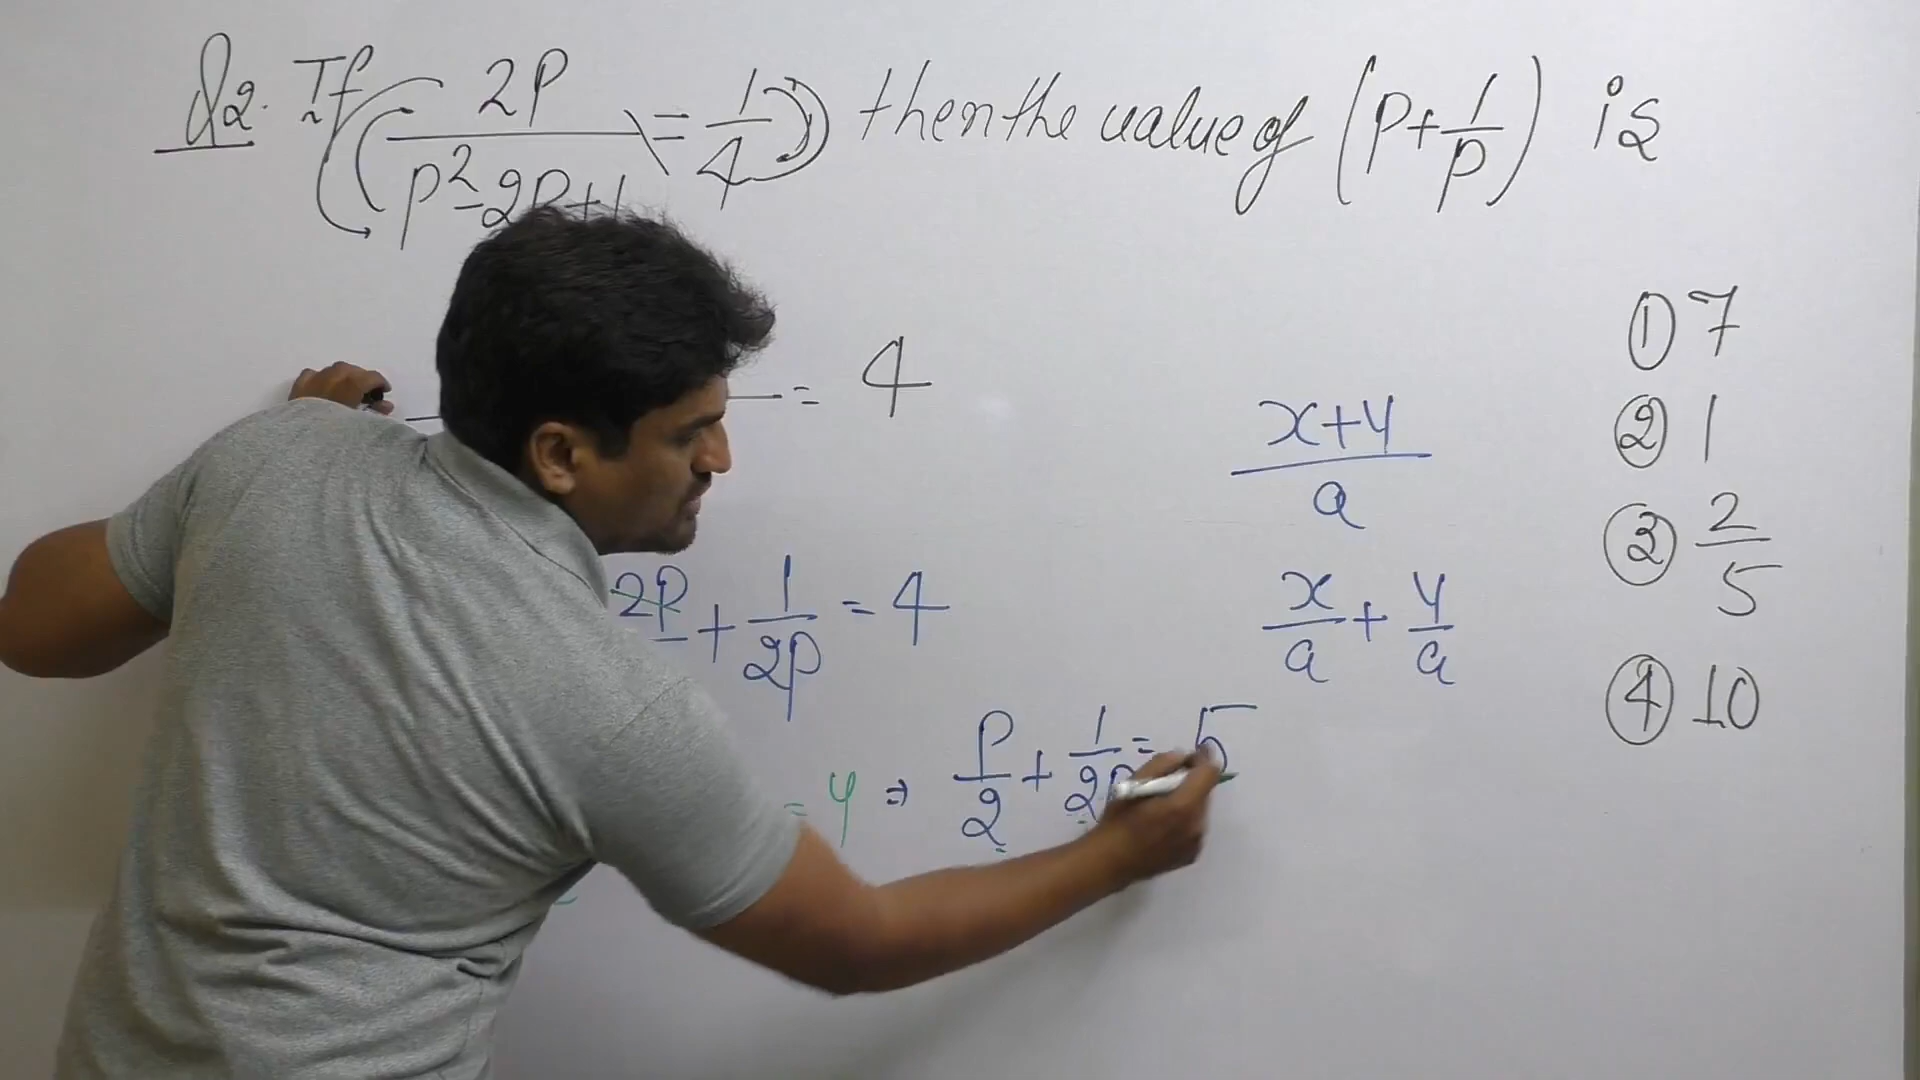 Q2. If 2P/P²-2P+1 = 1/4 then the value of (P+1/P) is
= 4
① 7
② 1
③ 2/5
④ 10
x+y/a
2P + 1/2P = 4
x/a + y/a
= 4 ⇒ P/2 + 1/2P = 5